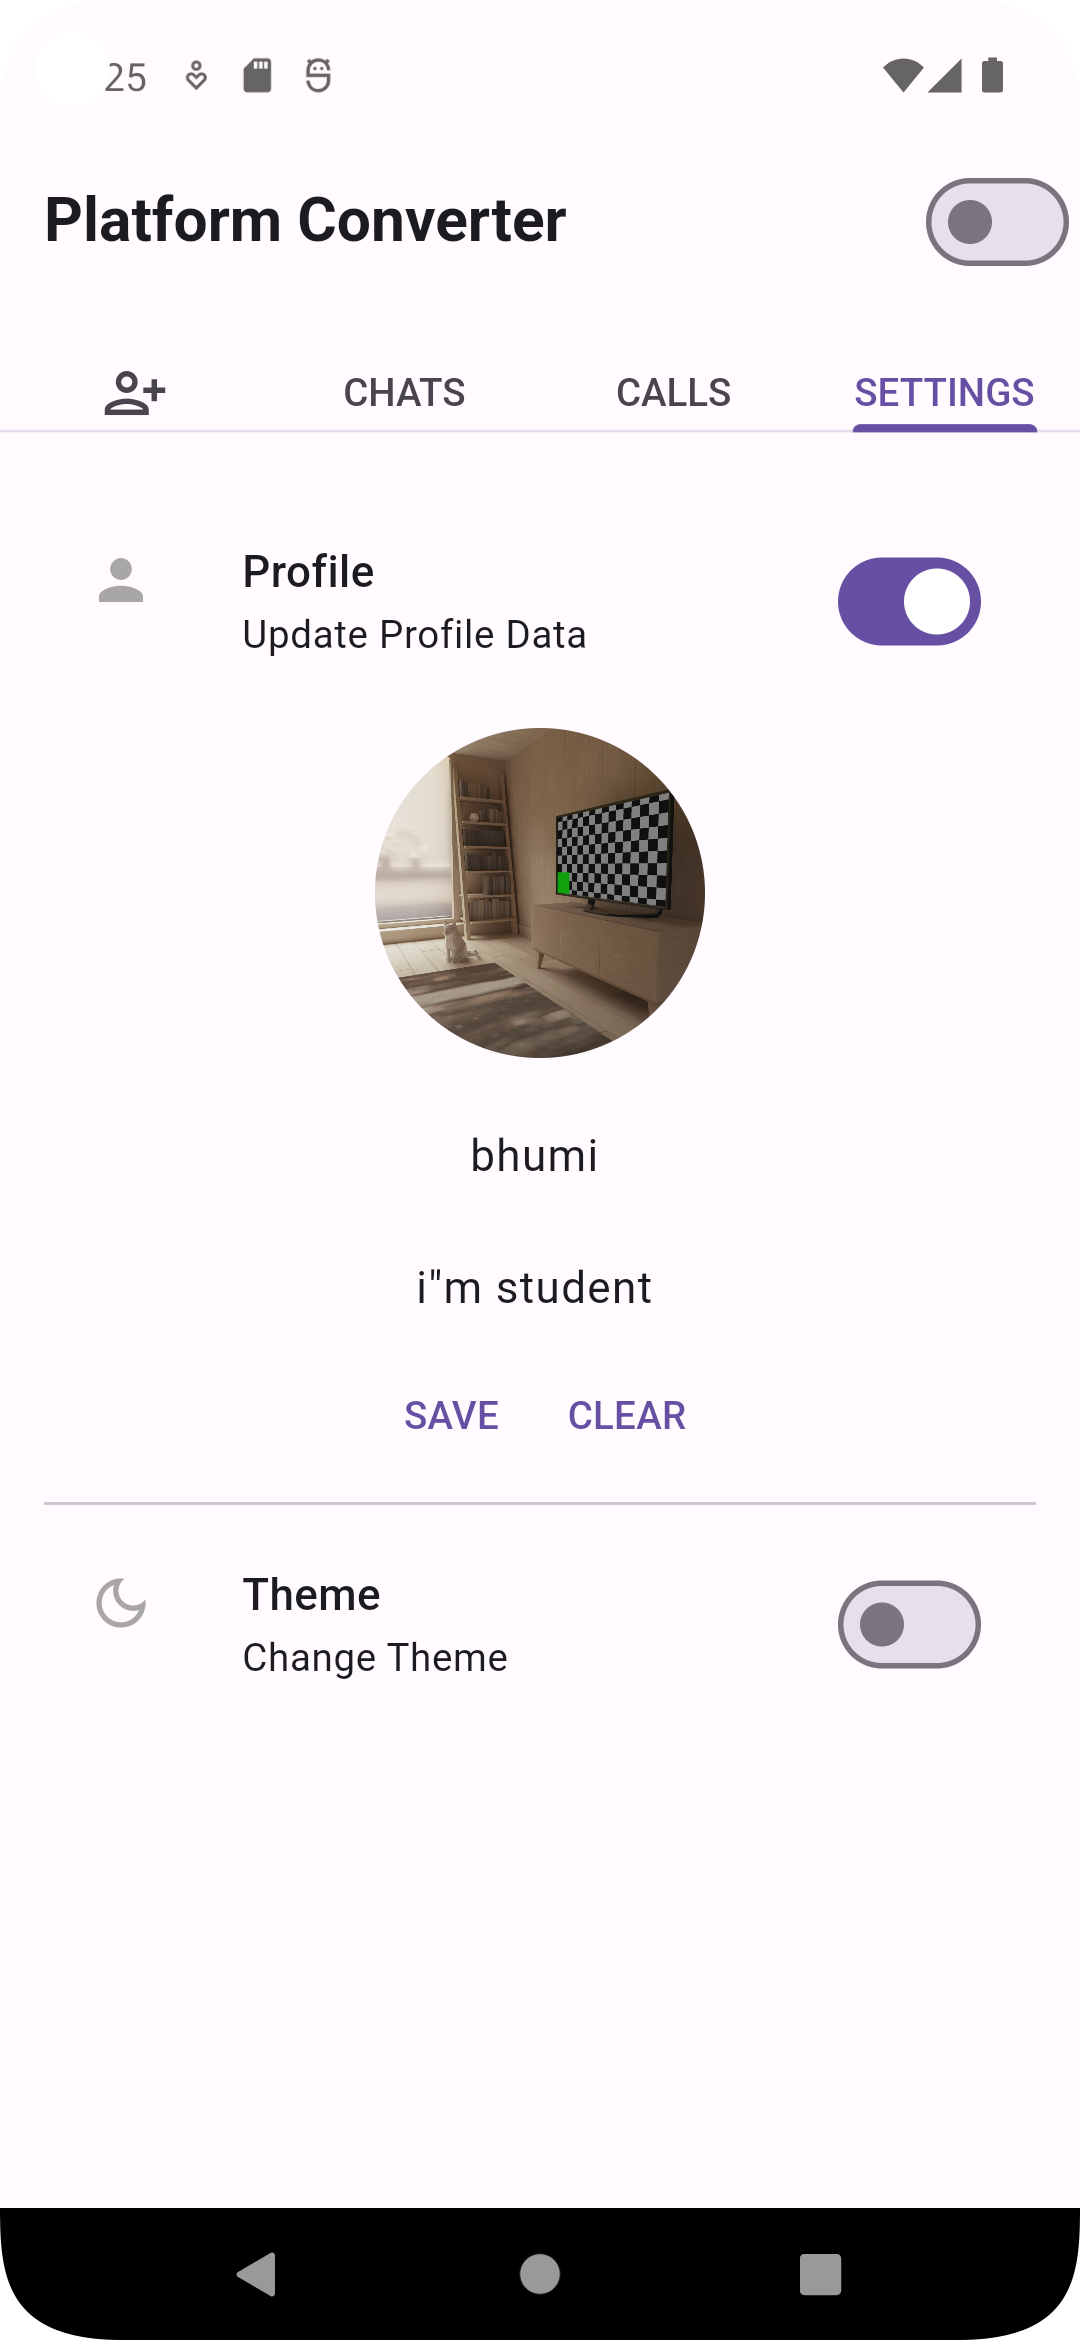 25
Platform Converter
CHATS CALLS SETTINGS
Profile
Update Profile Data
bhumi
i"m student
SAVE CLEAR
Theme
Change Theme